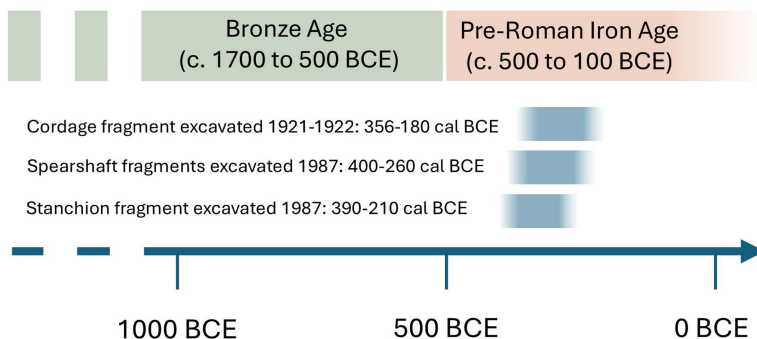 Bronze Age
(c. 1700 to 500 BCE)
Pre-Roman Iron Age
(c. 500 to 100 BCE)
Cordage fragment excavated 1921-1922: 356-180 cal BCE
Spearshaft fragments excavated 1987: 400-260 cal BCE
Stanchion fragment excavated 1987: 390-210 cal BCE
1000 BCE
500 BCE
0 BCE